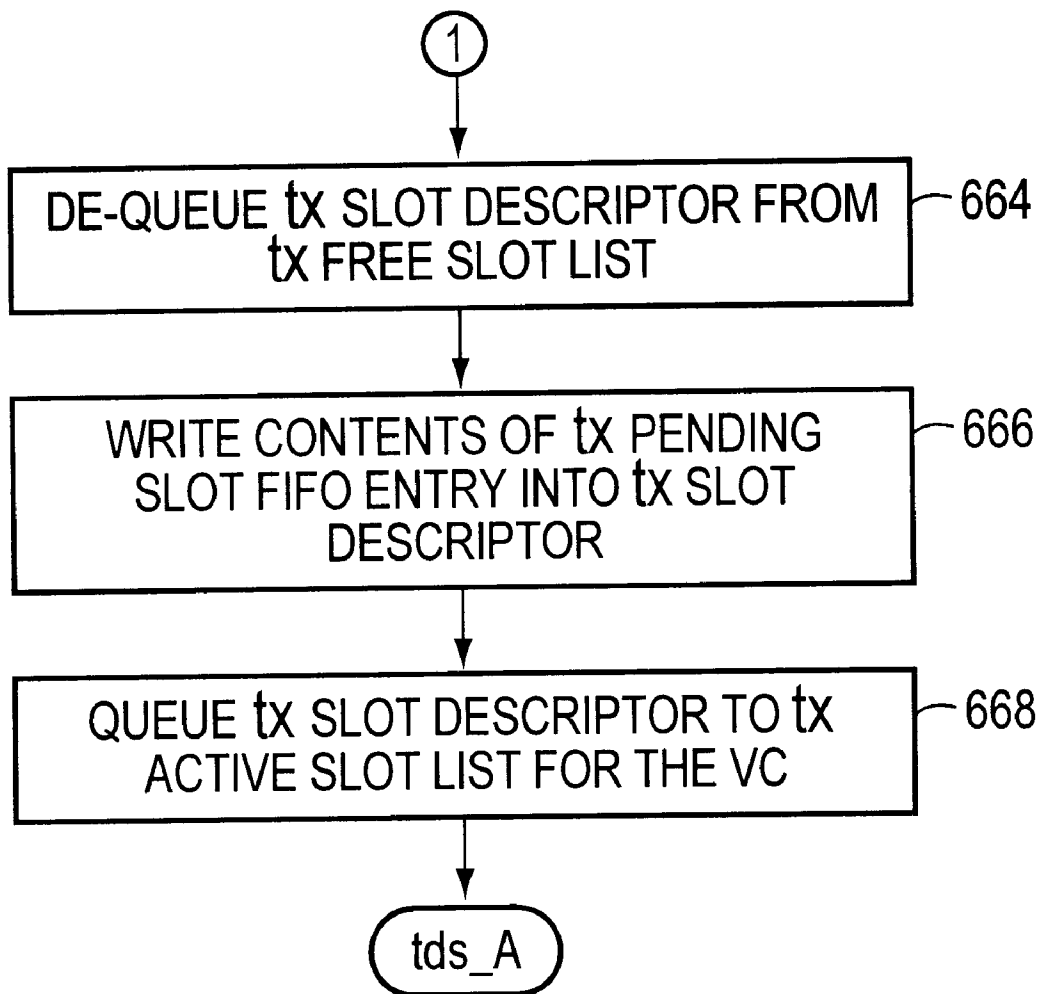 1
DE-QUEUE tx SLOT DESCRIPTOR FROM
tx FREE SLOT LIST
664
WRITE CONTENTS OF tx PENDING
SLOT FIFO ENTRY INTO tx SLOT
DESCRIPTOR
666
QUEUE tx SLOT DESCRIPTOR TO tx
ACTIVE SLOT LIST FOR THE VC
668
tds_A